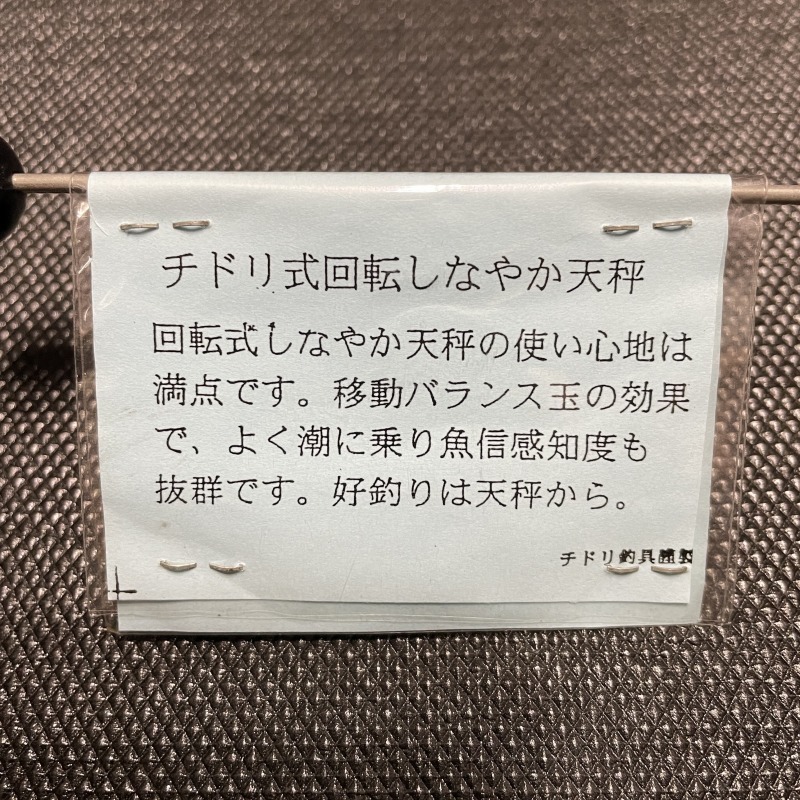 チドリ式回転しなやか天秤
回転式しなやか天秤の使い心地は
満点です。移動バランス玉の効果
で、よく潮に乗り魚信感知度も
抜群です。好釣りは天秤から。
チドリ釣具謹製